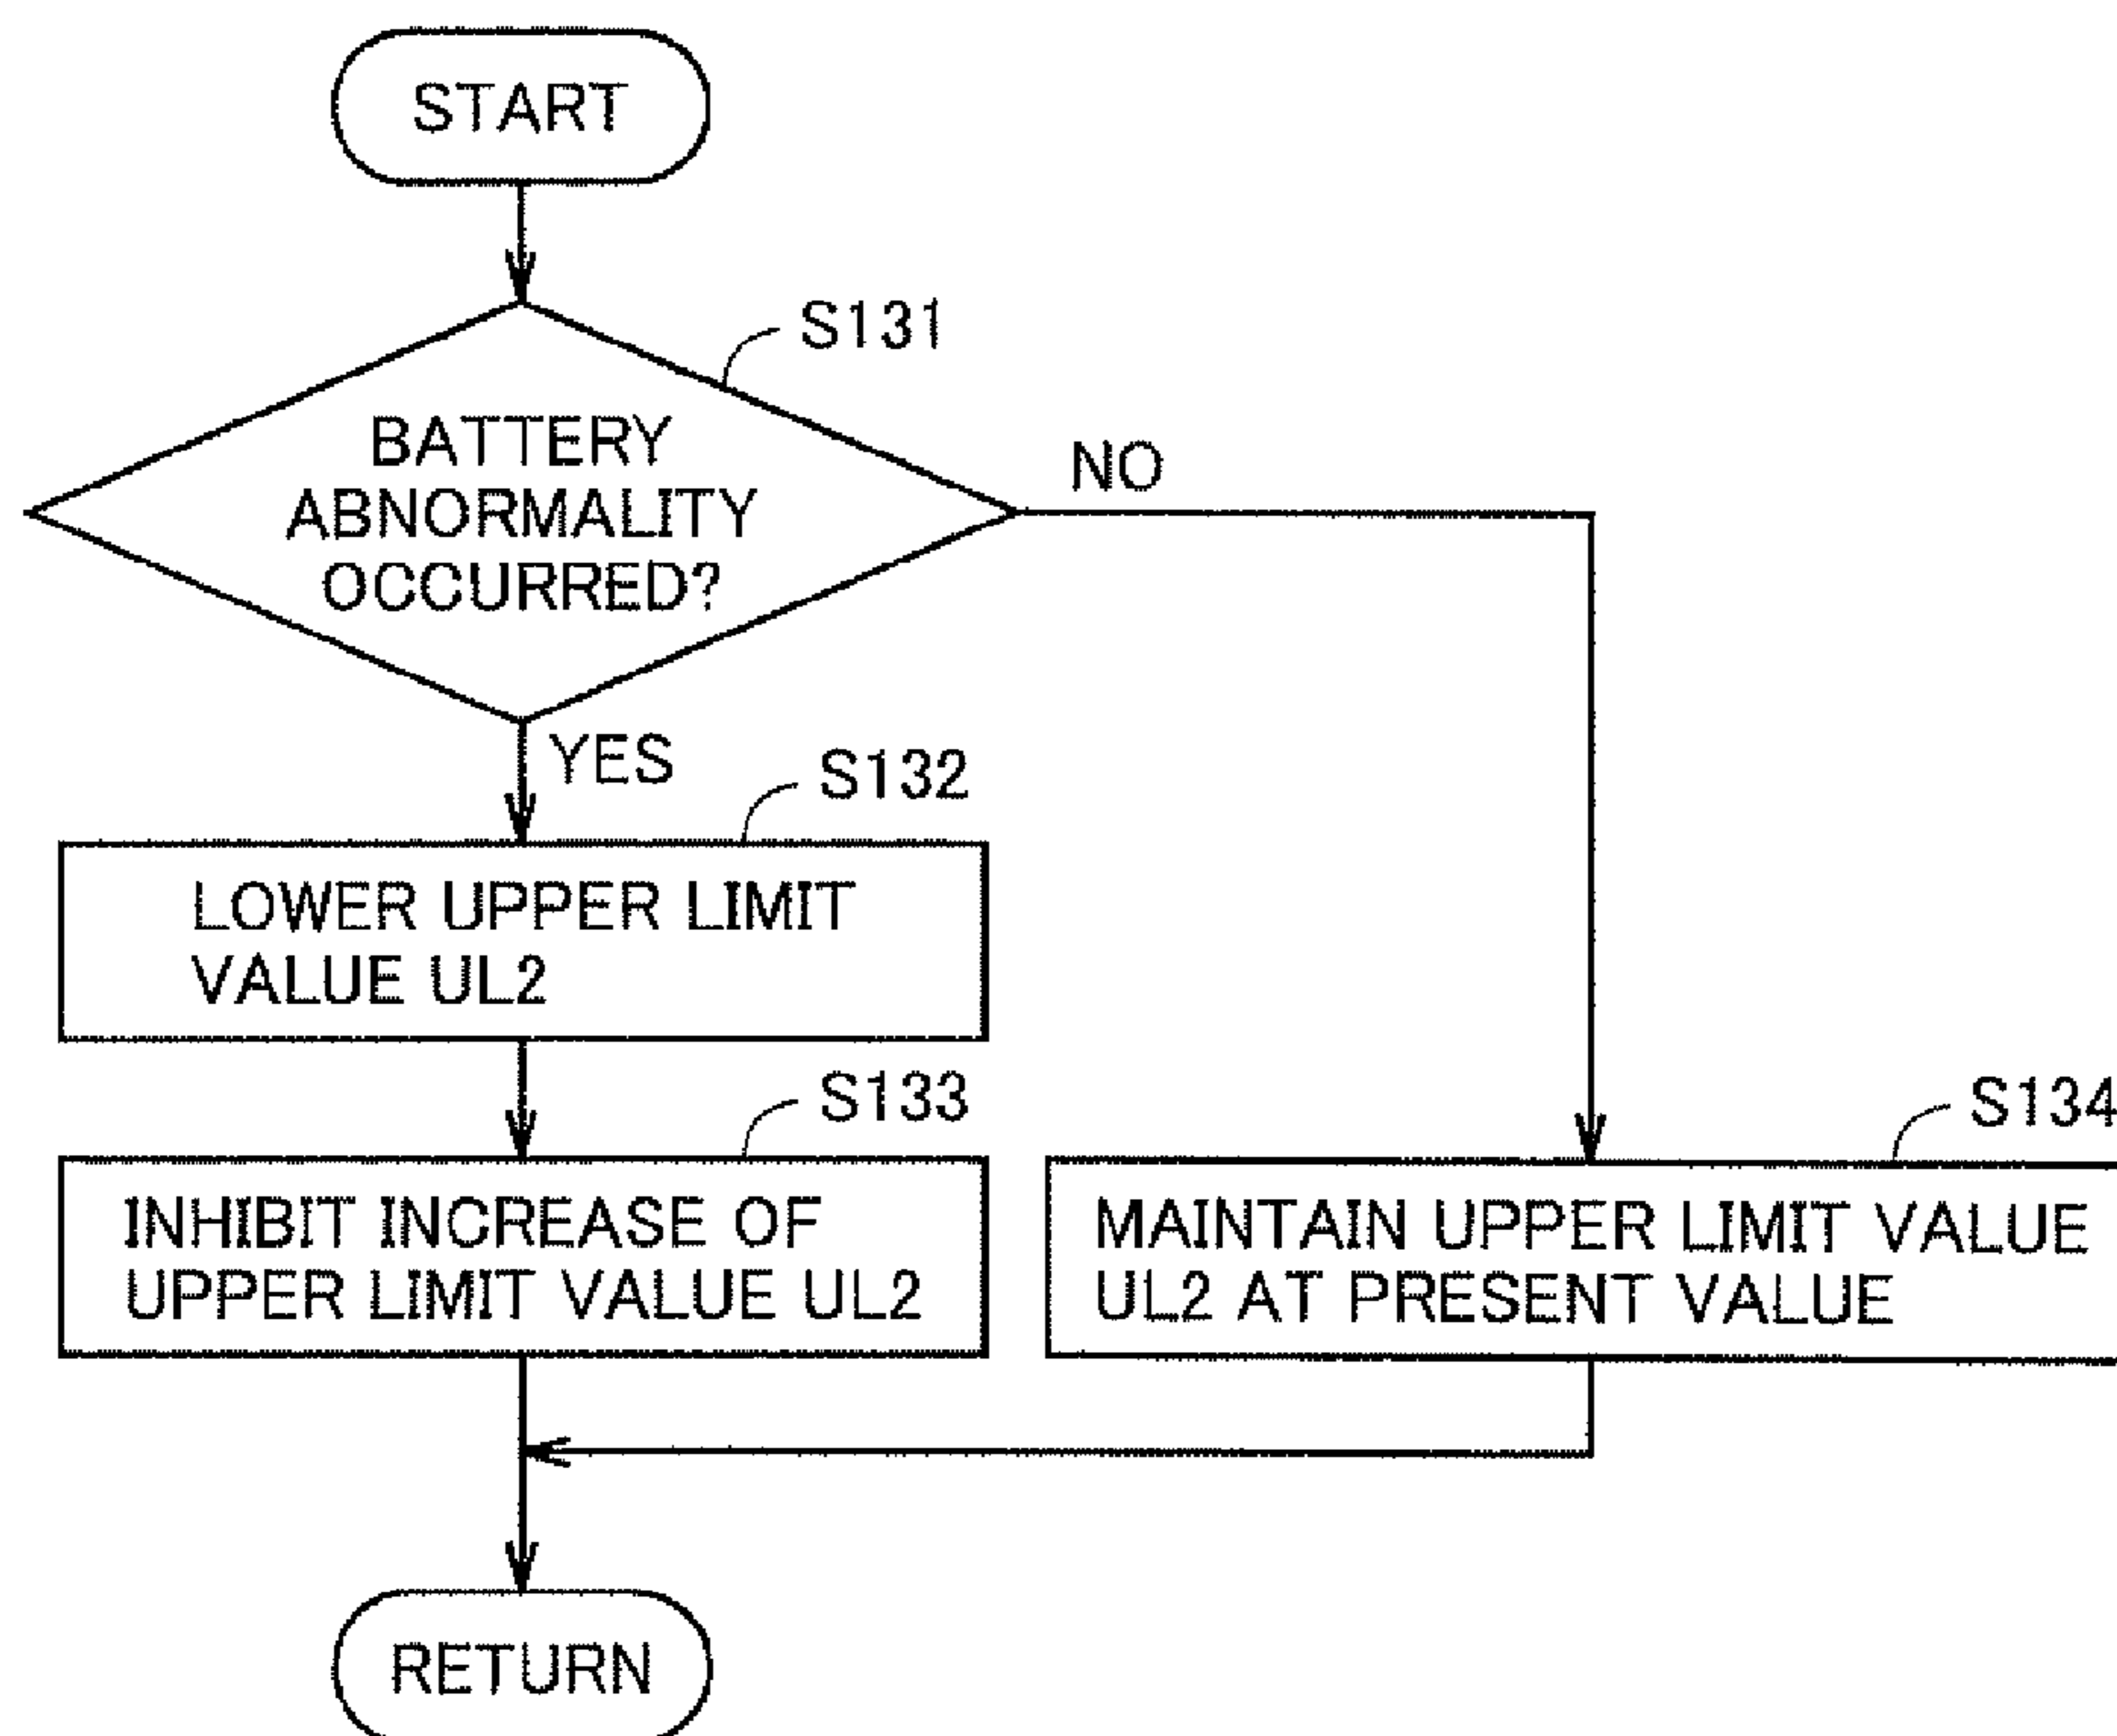 START
S131
BATTERY
ABNORMALITY
OCCURRED?
NO
YES
S132
LOWER UPPER LIMIT
VALUE UL2
S133
INHIBIT INCREASE OF
UPPER LIMIT VALUE UL2
S134
MAINTAIN UPPER LIMIT VALUE
UL2 AT PRESENT VALUE
RETURN